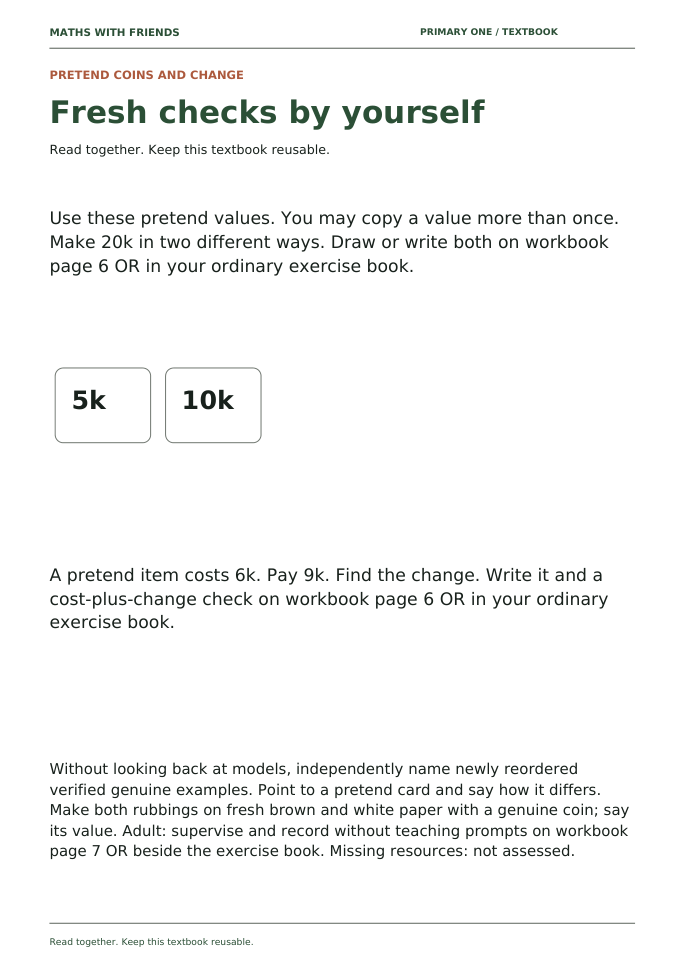 MATHS WITH FRIENDS
PRIMARY ONE / TEXTBOOK
PRETEND COINS AND CHANGE
Fresh checks by yourself
Read together. Keep this textbook reusable.
Use these pretend values. You may copy a value more than once.
Make 20k in two different ways. Draw or write both on workbook
page 6 OR in your ordinary exercise book.
5k
10k
A pretend item costs 6k. Pay 9k. Find the change. Write it and a
cost-plus-change check on workbook page 6 OR in your ordinary
exercise book.
Without looking back at models, independently name newly reordered
verified genuine examples. Point to a pretend card and say how it differs.
Make both rubbings on fresh brown and white paper with a genuine coin; say
its value. Adult: supervise and record without teaching prompts on workbook
page 7 OR beside the exercise book. Missing resources: not assessed.
Read together. Keep this textbook reusable.